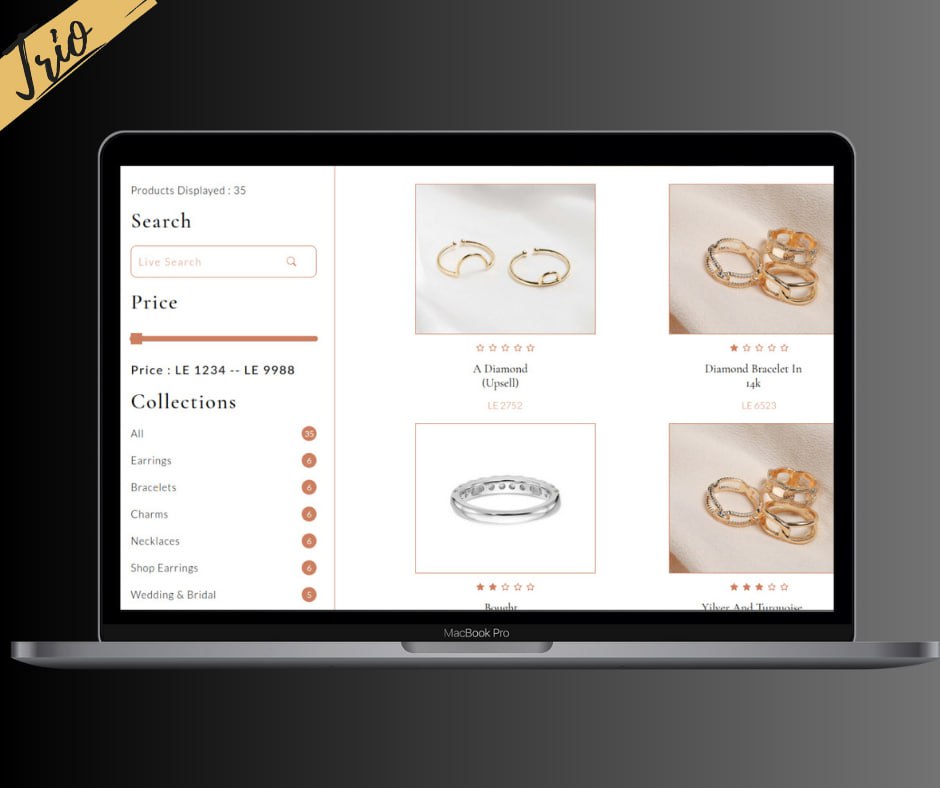 Trio
Products Displayed : 35
Search
Live Search
Price
Price : LE 1234 -- LE 9988
Collections
All 35
Earrings 6
Bracelets 6
Charms 6
Necklaces 6
Shop Earrings 6
Wedding & Bridal 5
A Diamond
(Upsell)
LE 2752
Diamond Bracelet In
14k
LE 6523
Bought
Yilver And Turquoise
MacBook Pro